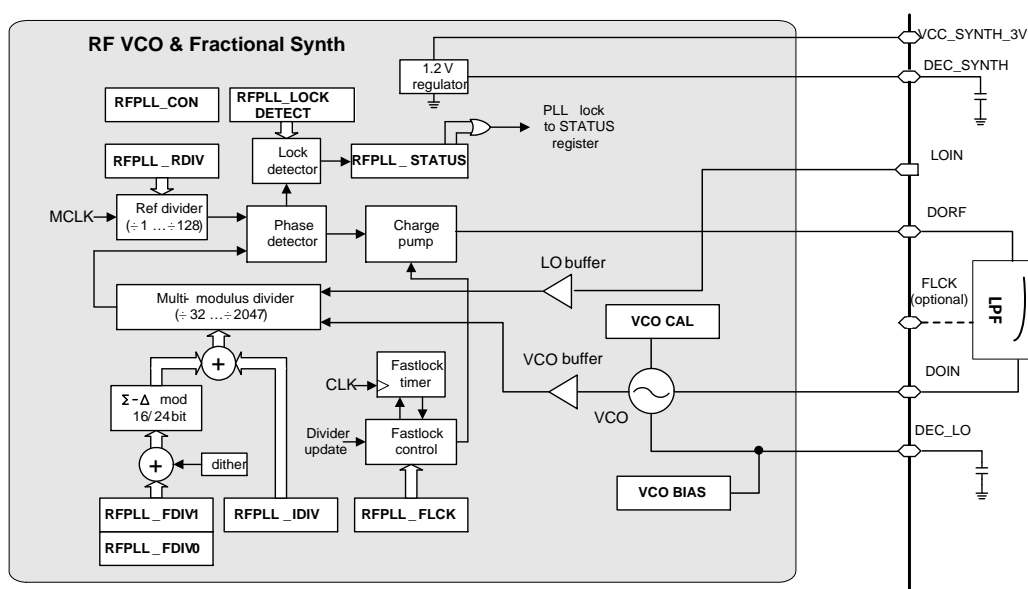 RF VCO & Fractional Synth
VCC_SYNTH_3V
1.2 V
regulator
DEC_SYNTH
RFPLL_CON
RFPLL_LOCK
DETECT
PLL lock
to STATUS
register
RFPLL_RDIV
Lock
detector
RFPLL_STATUS
LOIN
MCLK
Ref divider
(÷1 ...÷128)
Phase
detector
Charge
pump
DORF
LO buffer
FLCK
(optional)
LPF
Multi- modulus divider
(÷32 ...÷2047)
VCO CAL
VCO buffer
+
Fastlock
timer
CLK
VCO
DOIN
Σ-Δ mod
16/24bit
Divider
update
Fastlock
control
DEC_LO
+
dither
VCO BIAS
RFPLL_FDIV1
RFPLL_IDIV
RFPLL_FLCK
RFPLL_FDIV0